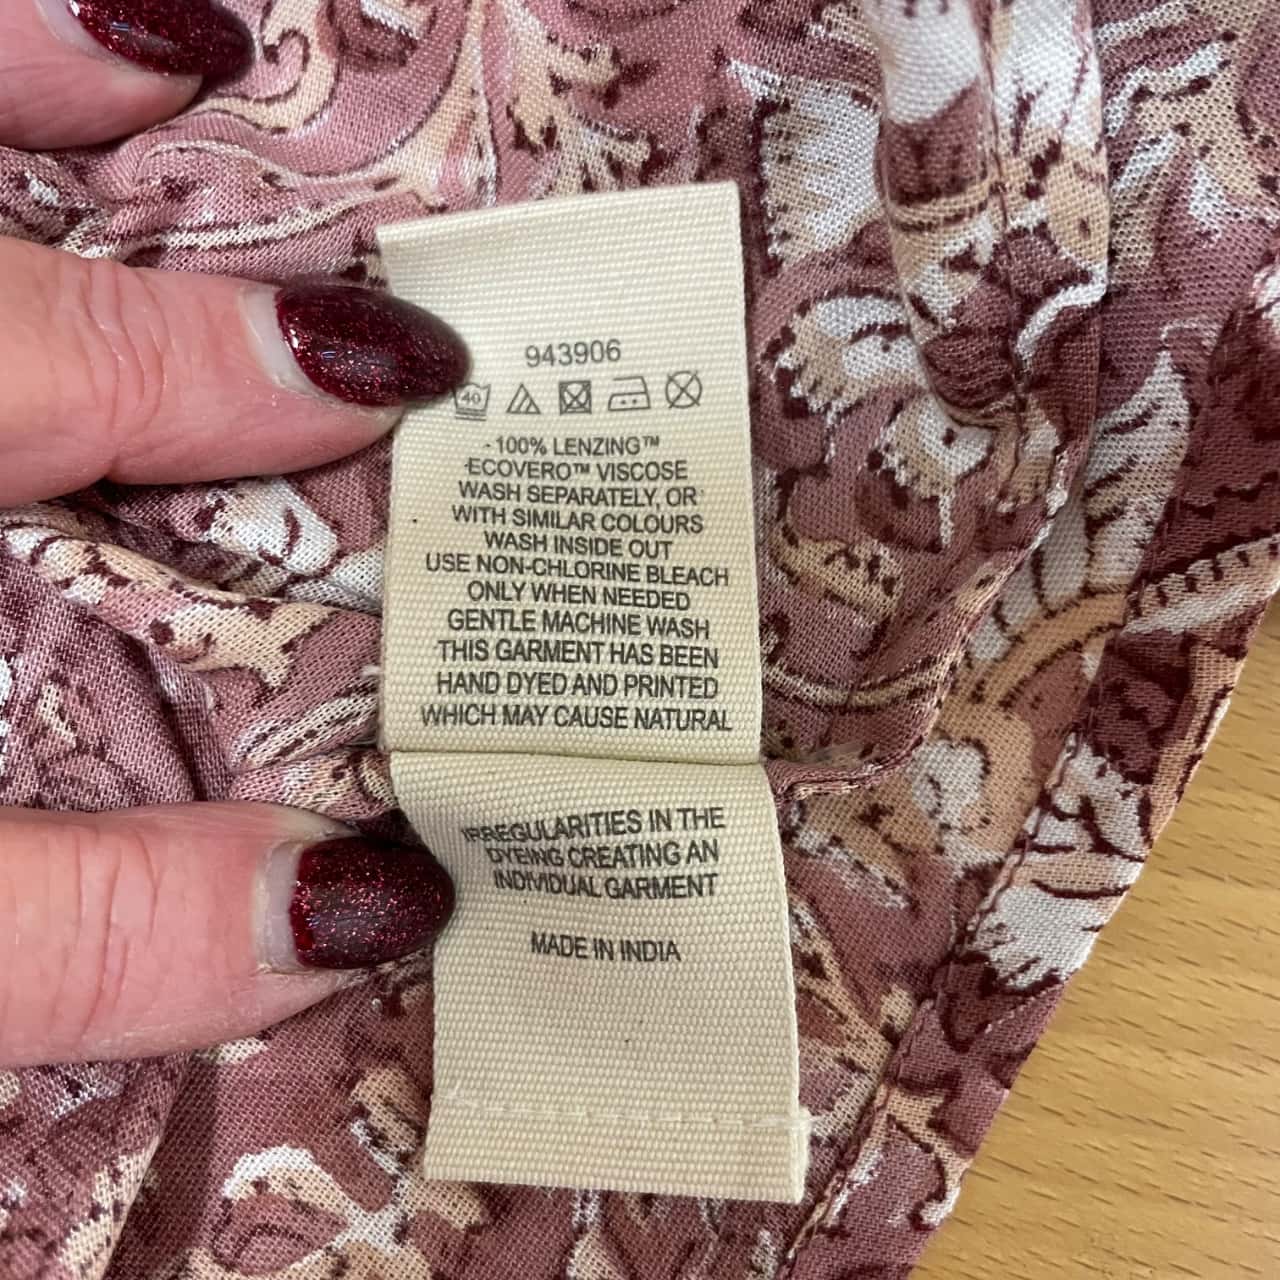 943906
40
- 100% LENZING™
ECOVERO™ VISCOSE
WASH SEPARATELY, OR
WITH SIMILAR COLOURS
WASH INSIDE OUT
USE NON-CHLORINE BLEACH
ONLY WHEN NEEDED
GENTLE MACHINE WASH
THIS GARMENT HAS BEEN
HAND DYED AND PRINTED
WHICH MAY CAUSE NATURAL
IRREGULARITIES IN THE
DYEING CREATING AN
INDIVIDUAL GARMENT
MADE IN INDIA